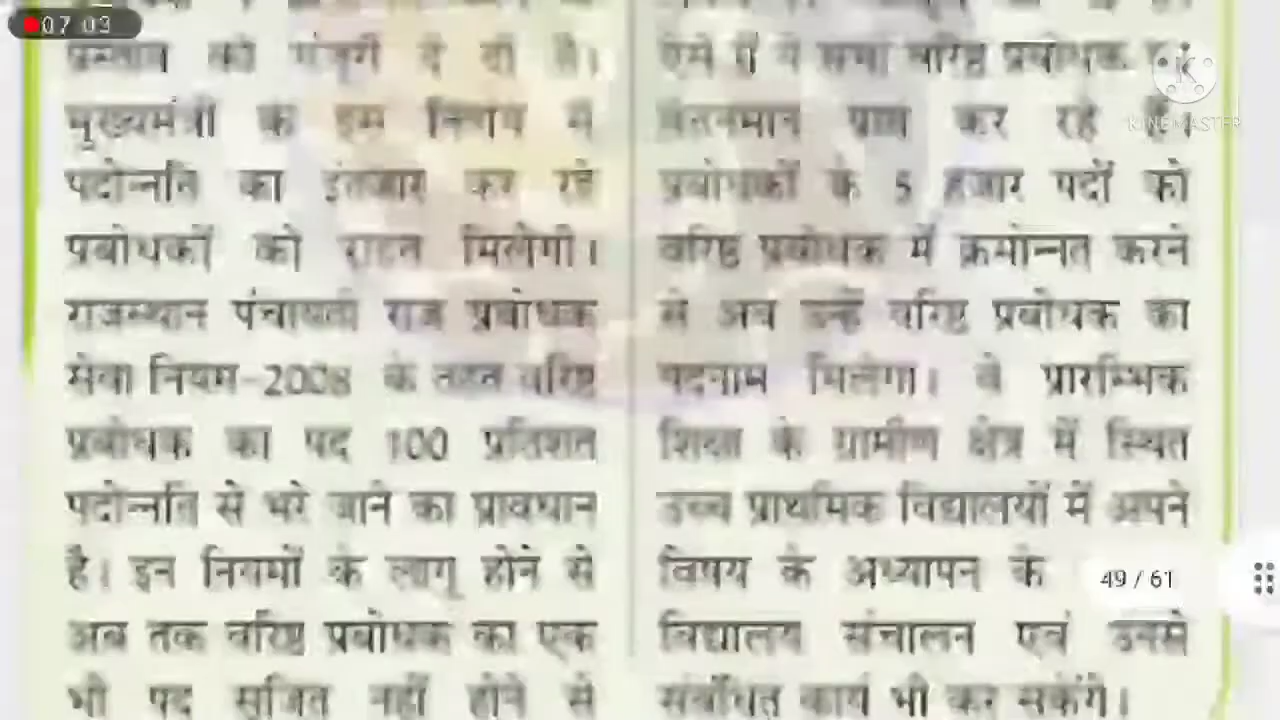 07 03
प्रस्ताव को मंजूरी दे दी है।
मुख्यमंत्री के इस निर्णय से
पदोन्नति का इंतजार कर रहे
प्रबोधकों को राहत मिलेगी।
राजस्थान पंचायती राज प्रबोधक
सेवा नियम-2008 के तहत वरिष्ठ
प्रबोधक का पद 100 प्रतिशत
पदोन्नति से भरे जाने का प्रावधान
है। इन नियमों के लागू होने से
अब तक वरिष्ठ प्रबोधक का एक
भी पद सृजित नहीं होने से
ऐसे में ये सभी वरिष्ठ प्रबोधक का
वेतनमान प्राप्त कर रहे हैं।
प्रबोधकों के 5 हजार पदों को
वरिष्ठ प्रबोधक में क्रमोन्नत करने
से अब उन्हें वरिष्ठ प्रबोधक का
पदनाम मिलेगा। वे प्रारम्भिक
शिक्षा के ग्रामीण क्षेत्र में स्थित
उच्च प्राथमिक विद्यालयों में अपने
विषय के अध्यापन के
विद्यालय संचालन एवं उनसे
संबंधित कार्य भी कर सकेंगे।
K
KINEMASTER
49 / 61